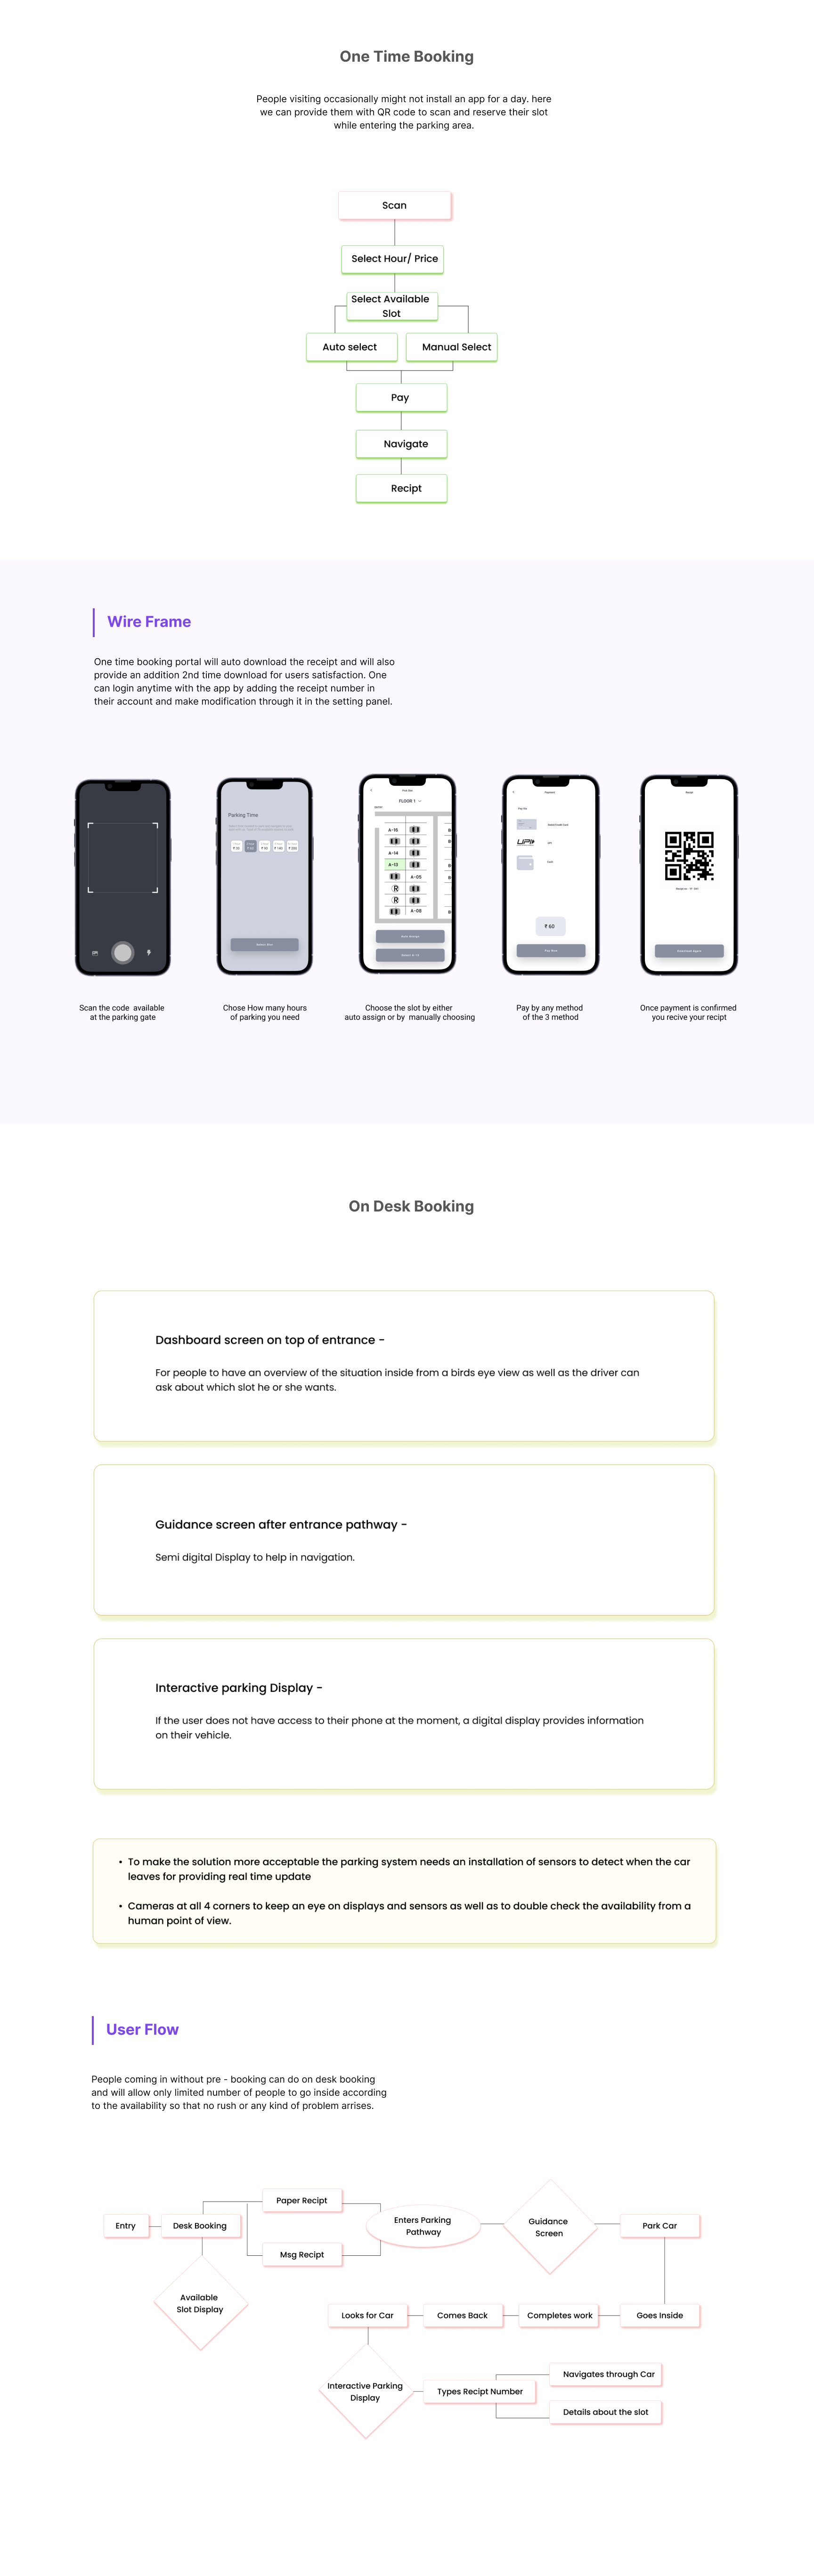 One Time Booking
People visiting occasionally might not install an app for a day. here
we can provide them with QR code to scan and reserve their slot
while entering the parking area.
Scan
Select Hour/ Price
Select Available
Slot
Auto select
Manual Select
Pay
Navigate
Recipt
Wire Frame
One time booking portal will auto download the receipt and will also
provide an addition 2nd time download for users satisfaction. One
can login anytime with the app by adding the receipt number in
their account and make modification through it in the setting panel.
Parking Time
FLOOR 1
A-16
A-14
A-13
A-05
R
R
A-08
Payment
Pay Via
UPI
₹ 60
Pay Now
Scan the code available
at the parking gate
Chose How many hours
of parking you need
Choose the slot by either
auto assign or by manually choosing
Pay by any method
of the 3 method
Once payment is confirmed
you recive your recipt
On Desk Booking
Dashboard screen on top of entrance -
For people to have an overview of the situation inside from a birds eye view as well as the driver can
ask about which slot he or she wants.
Guidance screen after entrance pathway -
Semi digital Display to help in navigation.
Interactive parking Display -
If the user does not have access to their phone at the moment, a digital display provides information
on their vehicle.
• To make the solution more acceptable the parking system needs an installation of sensors to detect when the car
leaves for providing real time update
• Cameras at all 4 corners to keep an eye on displays and sensors as well as to double check the availability from a
human point of view.
User Flow
People coming in without pre - booking can do on desk booking
and will allow only limited number of people to go inside according
to the availability so that no rush or any kind of problem arrises.
Entry
Desk Booking
Paper Recipt
Msg Recipt
Available
Slot Display
Enters Parking
Pathway
Guidance
Screen
Park Car
Goes Inside
Completes work
Comes Back
Looks for Car
Interactive Parking
Display
Types Recipt Number
Navigates through Car
Details about the slot